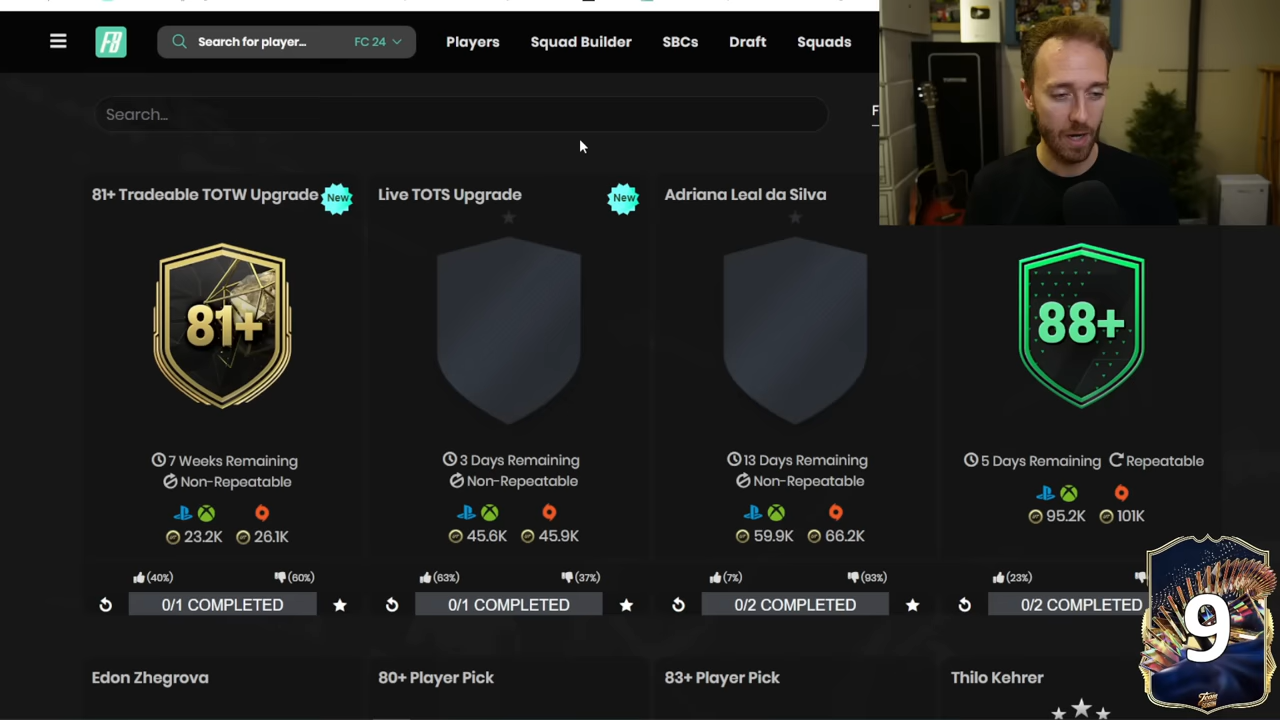 FB
Search for player... FC 24
Players
Squad Builder
SBCs
Draft
Squads
Search...
F
81+ Tradeable TOTW Upgrade
New
Live TOTS Upgrade
New
Adriana Leal da Silva
81+
88+
7 Weeks Remaining
Non-Repeatable
3 Days Remaining
Non-Repeatable
13 Days Remaining
Non-Repeatable
5 Days Remaining Repeatable
23.2K 26.1K
45.6K 45.9K
59.9K 66.2K
95.2K 101K
(40%) (60%)
(63%) (37%)
(7%) (93%)
(23%)
0/1 COMPLETED
0/1 COMPLETED
0/2 COMPLETED
0/2 COMPLETED
9
Edon Zhegrova
80+ Player Pick
83+ Player Pick
Thilo Kehrer